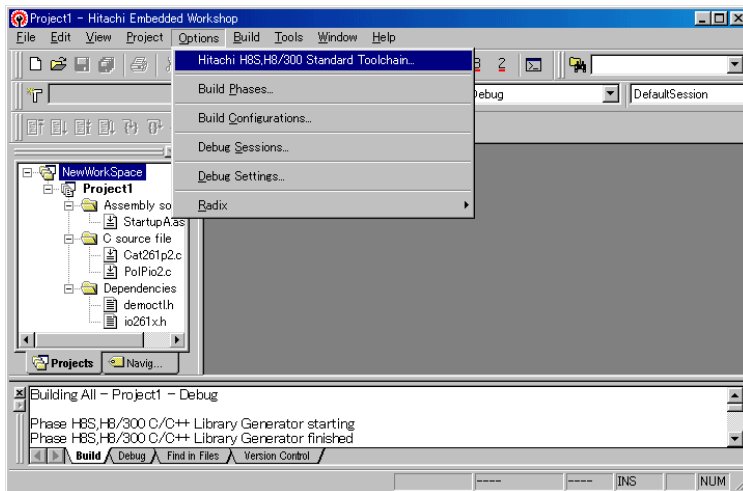 Project1 - Hitachi Embedded Workshop
File Edit View Project Options Build Tools Window Help
Hitachi H8S,H8/300 Standard Toolchain...
Build Phases...
Debug
DefaultSession
Build Configurations...
Debug Sessions...
Debug Settings...
Radix
NewWorkSpace
Project1
Assembly so
StartupA.as
C source file
Cat261p2.c
PolPio2.c
Dependencies
democtl.h
io261x.h
Projects Navig...
Building All - Project1 - Debug
Phase H8S,H8/300 C/C++ Library Generator starting
Phase H8S,H8/300 C/C++ Library Generator finished
Build Debug Find in Files Version Control
---- ---- INS NUM